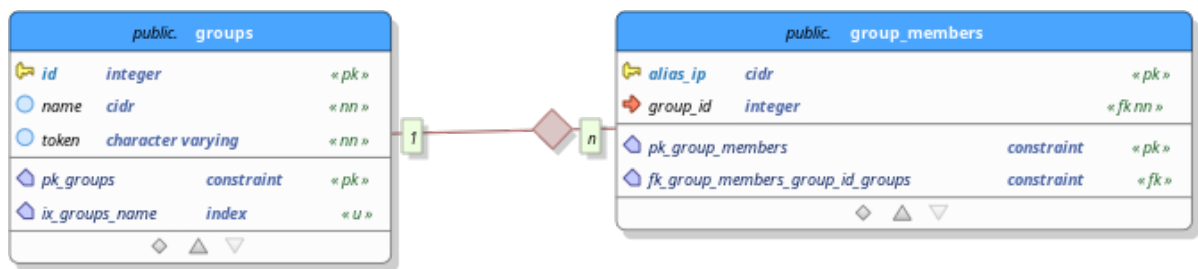 public. groups
id integer «pk»
name cidr «nn»
token character varying «nn»
pk_groups constraint «pk»
ix_groups_name index «u»
1
n
public. group_members
alias_ip cidr «pk»
group_id integer «fk nn»
pk_group_members constraint «pk»
fk_group_members_group_id_groups constraint «fk»